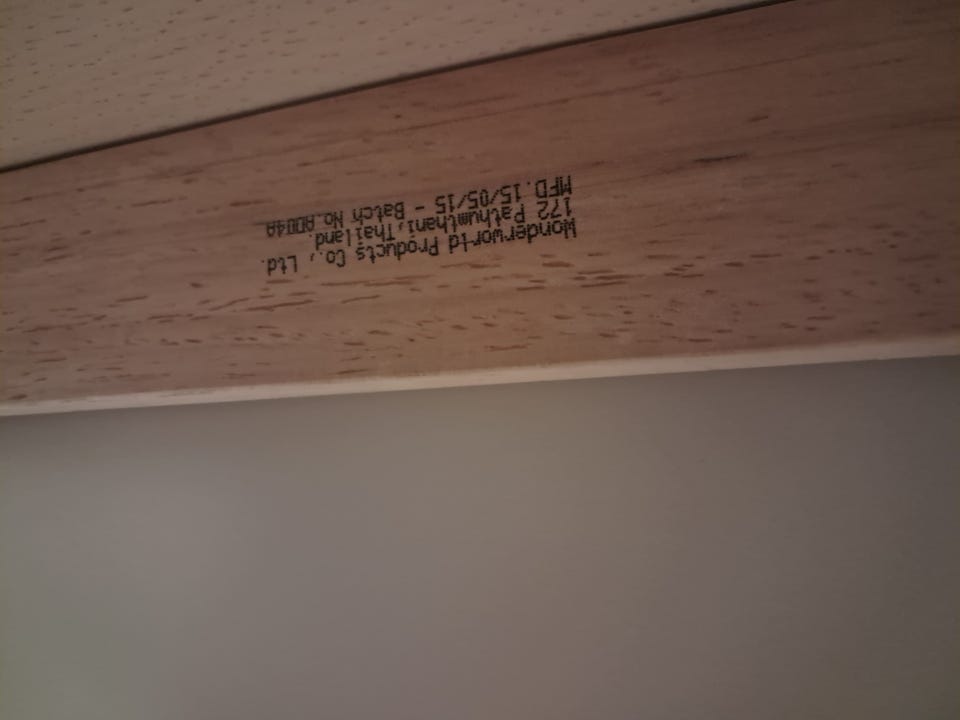 Wonderworld Products Co., Ltd.
172 Pathumthani,Thailand.
MFD.15/05/15 - Batch No.A004A